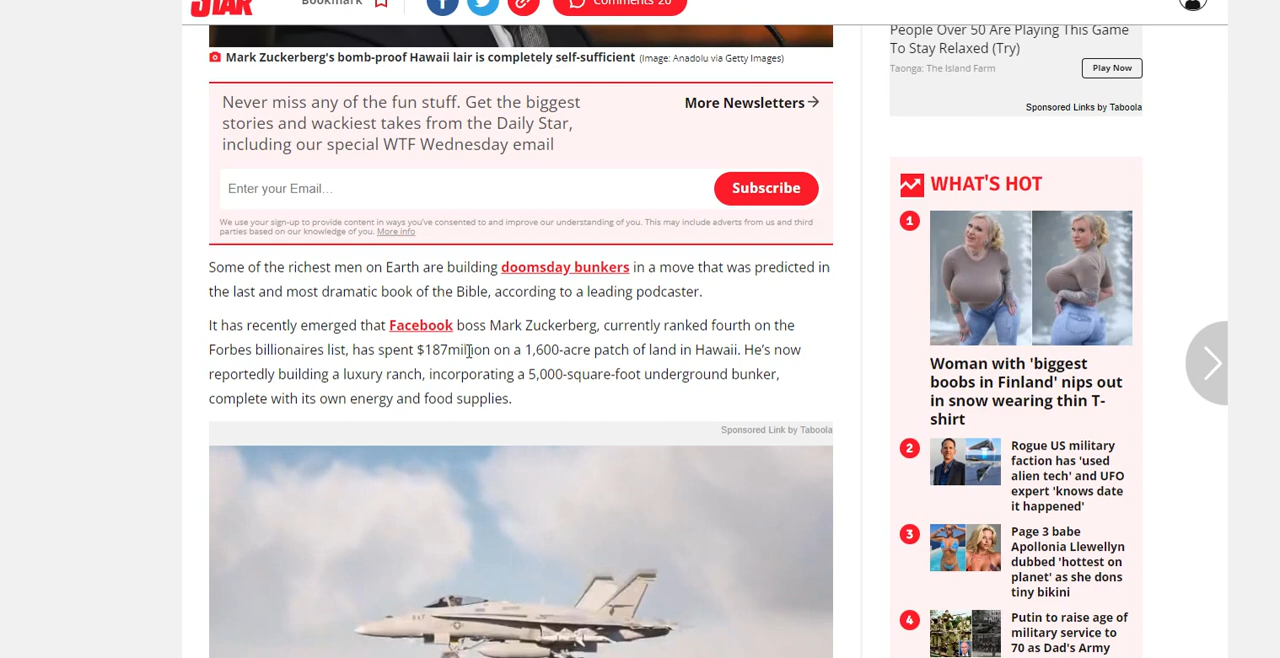 STAR
Bookmark
Comments 20
Mark Zuckerberg's bomb-proof Hawaii lair is completely self-sufficient (Image: Anadolu via Getty Images)
Never miss any of the fun stuff. Get the biggest
stories and wackiest takes from the Daily Star,
including our special WTF Wednesday email
More Newsletters
Enter your Email...
Subscribe
We use your sign-up to provide content in ways you've consented to and improve our understanding of you. This may include adverts from us and third
parties based on our knowledge of you. More info
Some of the richest men on Earth are building doomsday bunkers in a move that was predicted in
the last and most dramatic book of the Bible, according to a leading podcaster.
It has recently emerged that Facebook boss Mark Zuckerberg, currently ranked fourth on the
Forbes billionaires list, has spent $187million on a 1,600-acre patch of land in Hawaii. He's now
reportedly building a luxury ranch, incorporating a 5,000-square-foot underground bunker,
complete with its own energy and food supplies.
Sponsored Link by Taboola
People Over 50 Are Playing This Game
To Stay Relaxed (Try)
Taonga: The Island Farm
Play Now
Sponsored Links by Taboola
WHAT'S HOT
1
Woman with 'biggest
boobs in Finland' nips out
in snow wearing thin T-
shirt
2
Rogue US military
faction has 'used
alien tech' and UFO
expert 'knows date
it happened'
3
Page 3 babe
Apollonia Llewellyn
dubbed 'hottest on
planet' as she dons
tiny bikini
4
Putin to raise age of
military service to
70 as Dad's Army